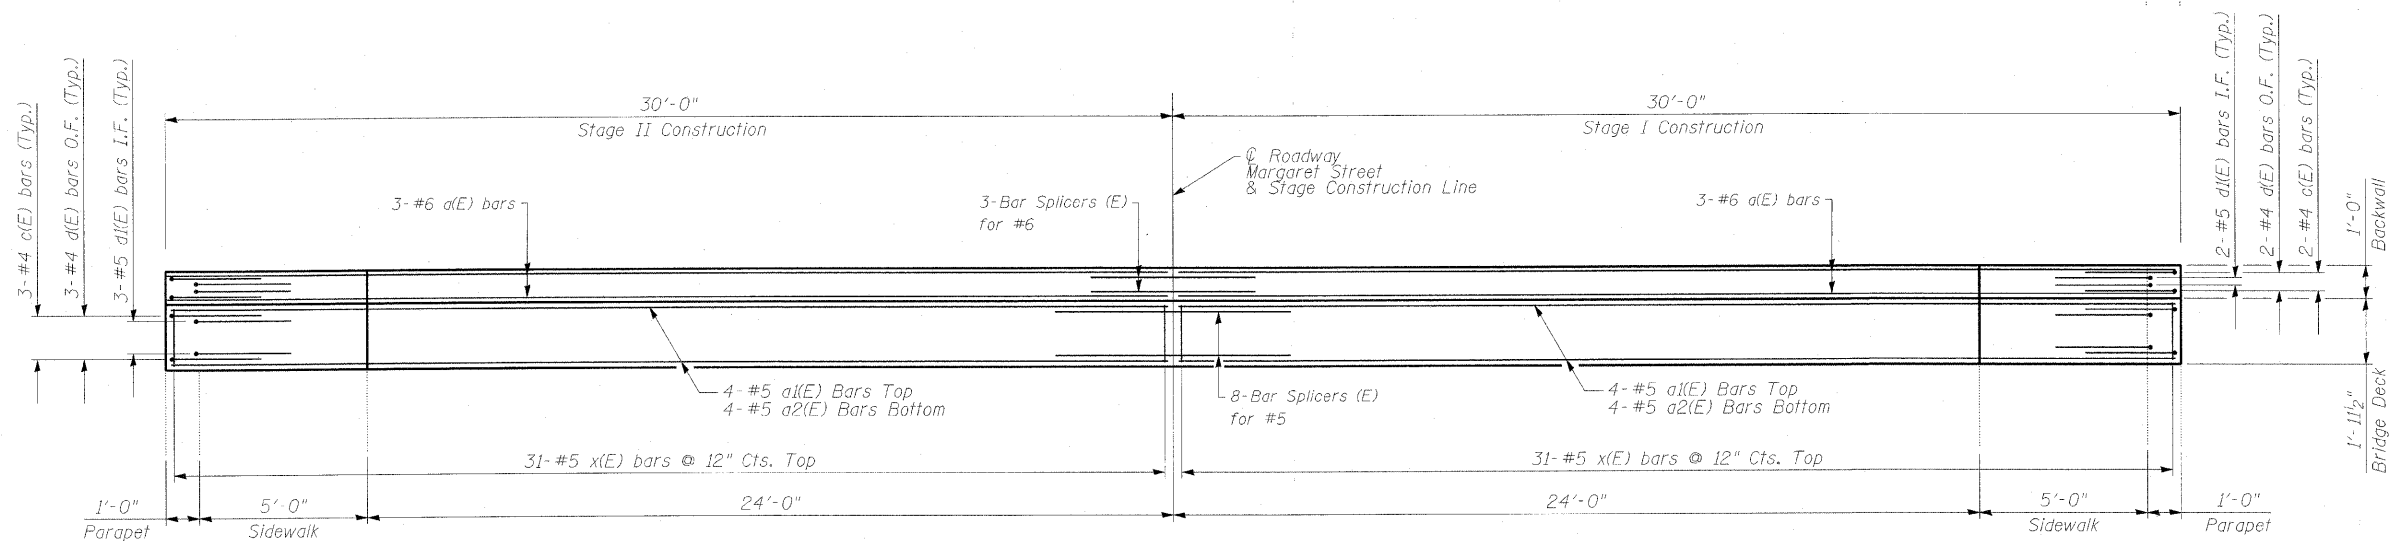 3-#4 c(E) bars (Typ.)
3-#4 d(E) bars O.F. (Typ.)
3-#5 d1(E) bars I.F. (Typ.)
30'-0"
Stage II Construction
30'-0"
Stage I Construction
℄ Roadway
Margaret Street
& Stage Construction Line
3-#6 a(E) bars
3-Bar Splicers (E)
for #6
3-#6 a(E) bars
2-#5 d1(E) bars I.F. (Typ.)
2-#4 d(E) bars O.F. (Typ.)
2-#4 c(E) bars (Typ.)
1'-0"
Backwall
4-#5 a1(E) Bars Top
4-#5 a2(E) Bars Bottom
8-Bar Splicers (E)
for #5
4-#5 a1(E) Bars Top
4-#5 a2(E) Bars Bottom
1'-11½"
Bridge Deck
31-#5 x(E) bars @ 12" Cts. Top
31-#5 x(E) bars @ 12" Cts. Top
1'-0"
Parapet
5'-0"
Sidewalk
24'-0"
24'-0"
5'-0"
Sidewalk
1'-0"
Parapet